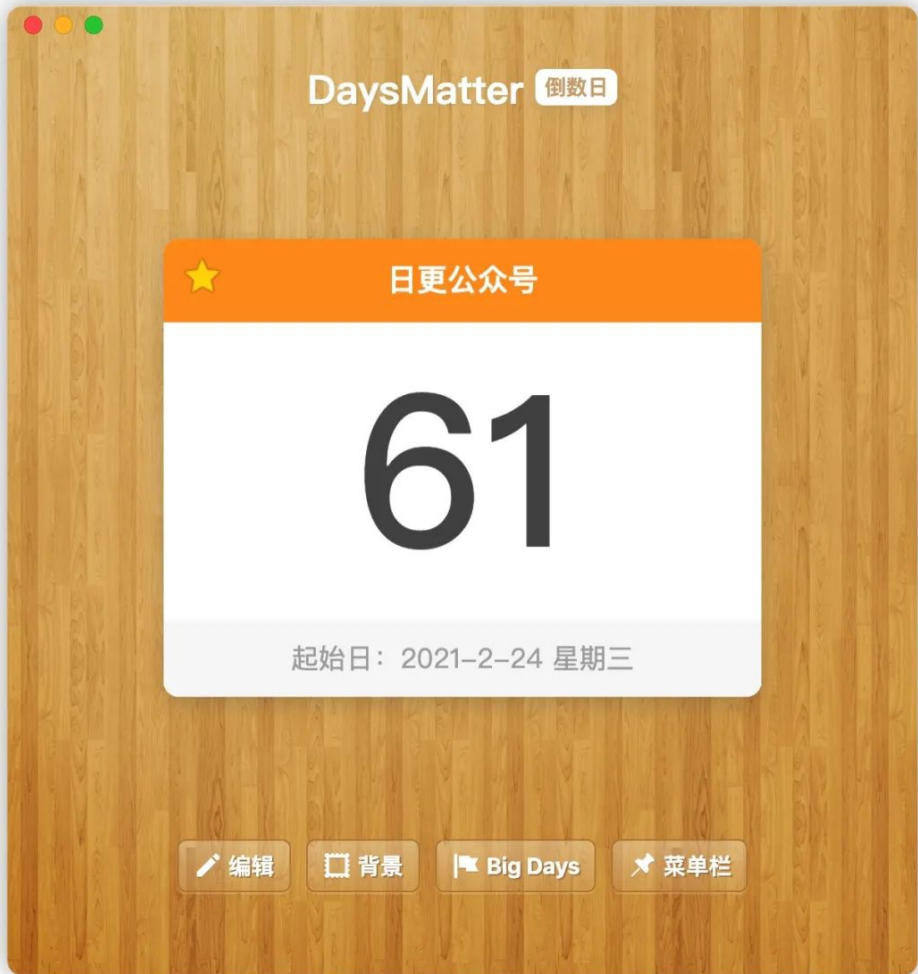 DaysMatter 倒数日
日更公众号
61
起始日：2021-2-24 星期三
编辑 背景 Big Days 菜单栏